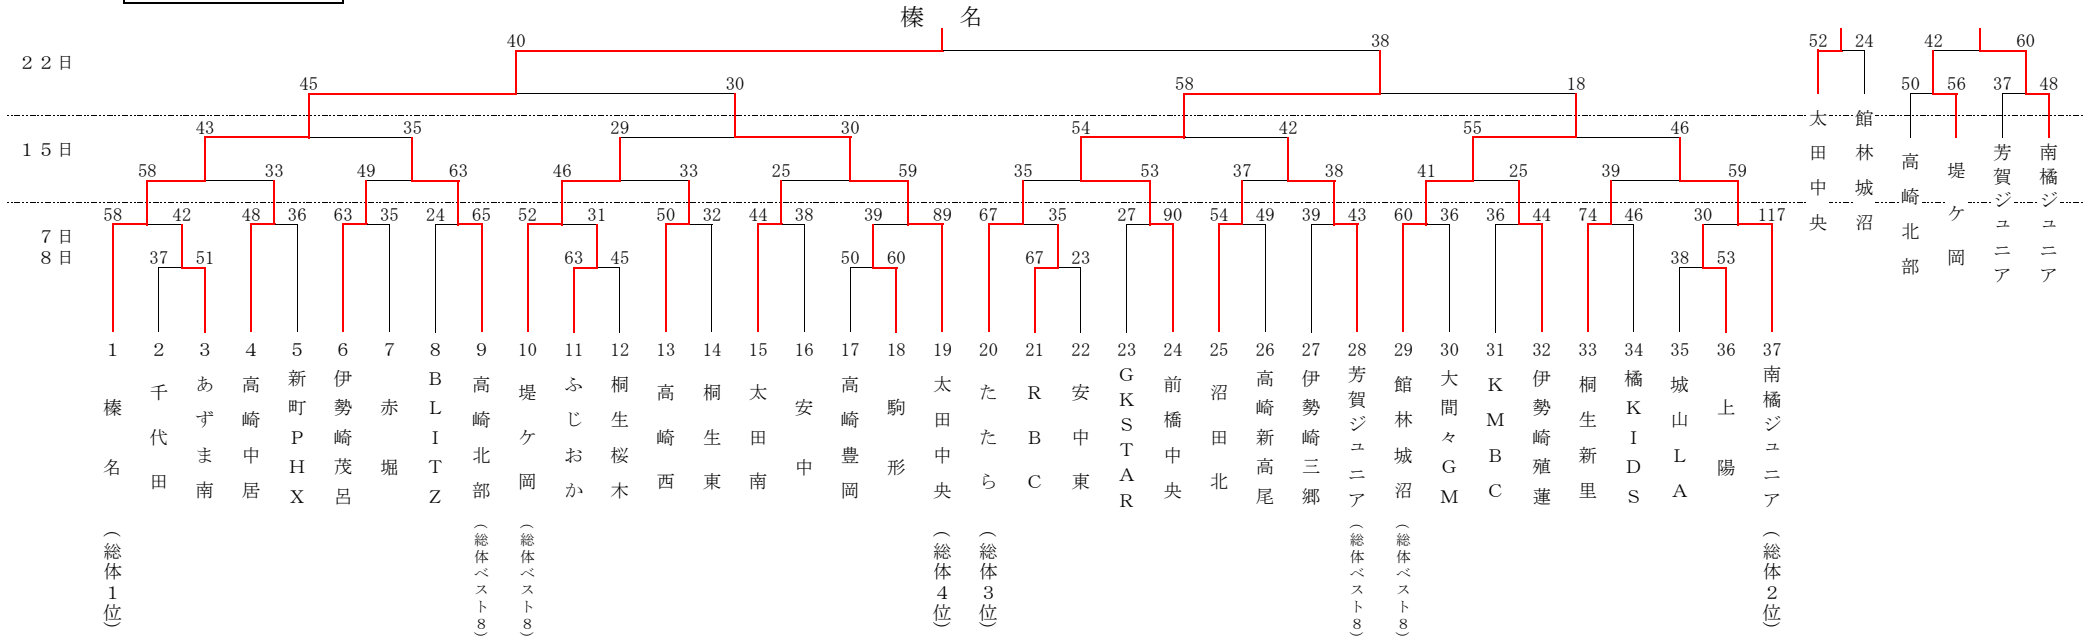 榛　名
40 38
52 24 42 60
２２日
45 30 58 18
50 56 37 48
43 35 29 30 54 42 55 46
１５日
58 33 49 63 46 33 25 59 35 53 37 38 41 25 39 59
58 42 48 36 63 35 24 65 52 31 50 32 44 38 39 89 67 35 27 90 54 49 39 43 60 36 36 44 74 46 30 117
７日
８日
37 51 63 45 50 60 67 23 38 53
太田中央
館林城沼
高崎北部
堤ケ岡
芳賀ジュニア
南橘ジュニア
1 榛名 (総体１位)
2 千代田
3 あずま南
4 高崎中居
5 新町ＰＨＸ
6 伊勢崎茂呂
7 赤堀
8 ＢＬＩＴＺ
9 高崎北部 (総体ベスト８)
10 堤ケ岡 (総体ベスト８)
11 ふじおか
12 桐生桜木
13 高崎西
14 桐生東
15 太田南
16 安中
17 高崎豊岡
18 駒形
19 太田中央 (総体４位)
20 たたら (総体３位)
21 ＲＢＣ
22 安中東
23 ＧＫＳＴＡＲ
24 前橋中央
25 沼田北
26 高崎新高尾
27 伊勢崎三郷
28 芳賀ジュニア (総体ベスト８)
29 館林城沼 (総体ベスト８)
30 大間々ＧＭ
31 ＫＭＢＣ
32 伊勢崎殖蓮
33 桐生新里
34 橘ＫＩＤＳ
35 城山ＬＡ
36 上陽
37 南橘ジュニア (総体２位)